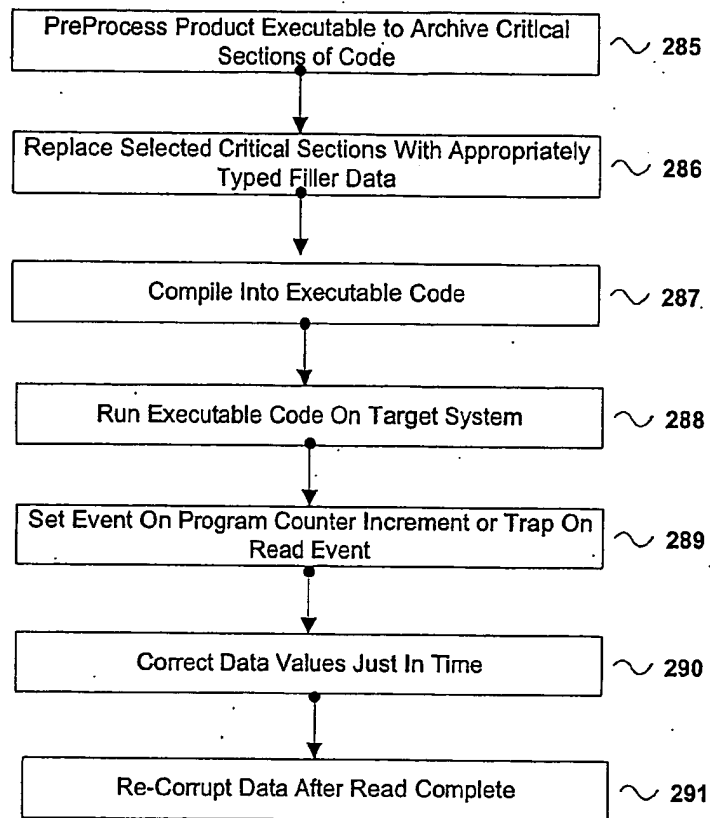 PreProcess Product Executable to Archive Critical
Sections of Code
285
Replace Selected Critical Sections With Appropriately
Typed Filler Data
286
Compile Into Executable Code
287
Run Executable Code On Target System
288
Set Event On Program Counter Increment or Trap On
Read Event
289
Correct Data Values Just In Time
290
Re-Corrupt Data After Read Complete
291